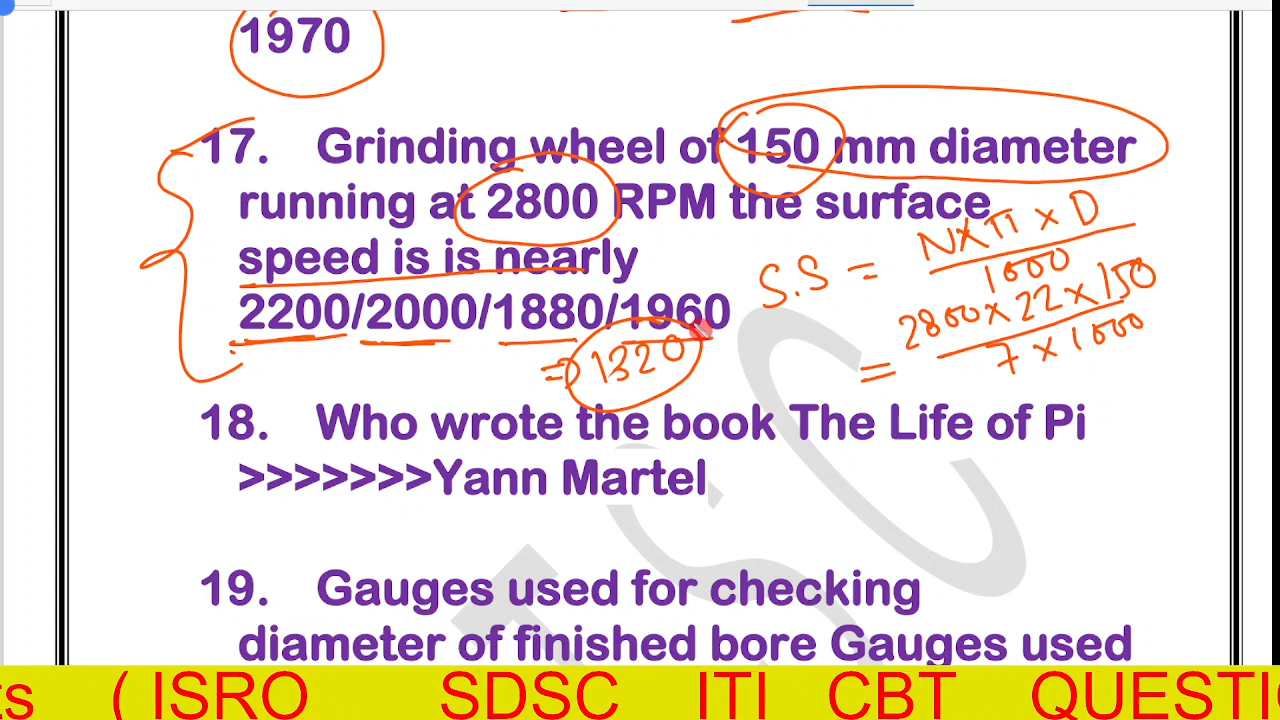 1970
17. Grinding wheel of 150 mm diameter
running at 2800 RPM the surface
speed is is nearly
2200/2000/1880/1960
S.S = N×π×D
1000
= 2800×22×150
7×1000
=> 1320
18. Who wrote the book The Life of Pi
>>>>>>>Yann Martel
19. Gauges used for checking
diameter of finished bore Gauges used
ts ( ISRO SDSC ITI CBT QUESTI